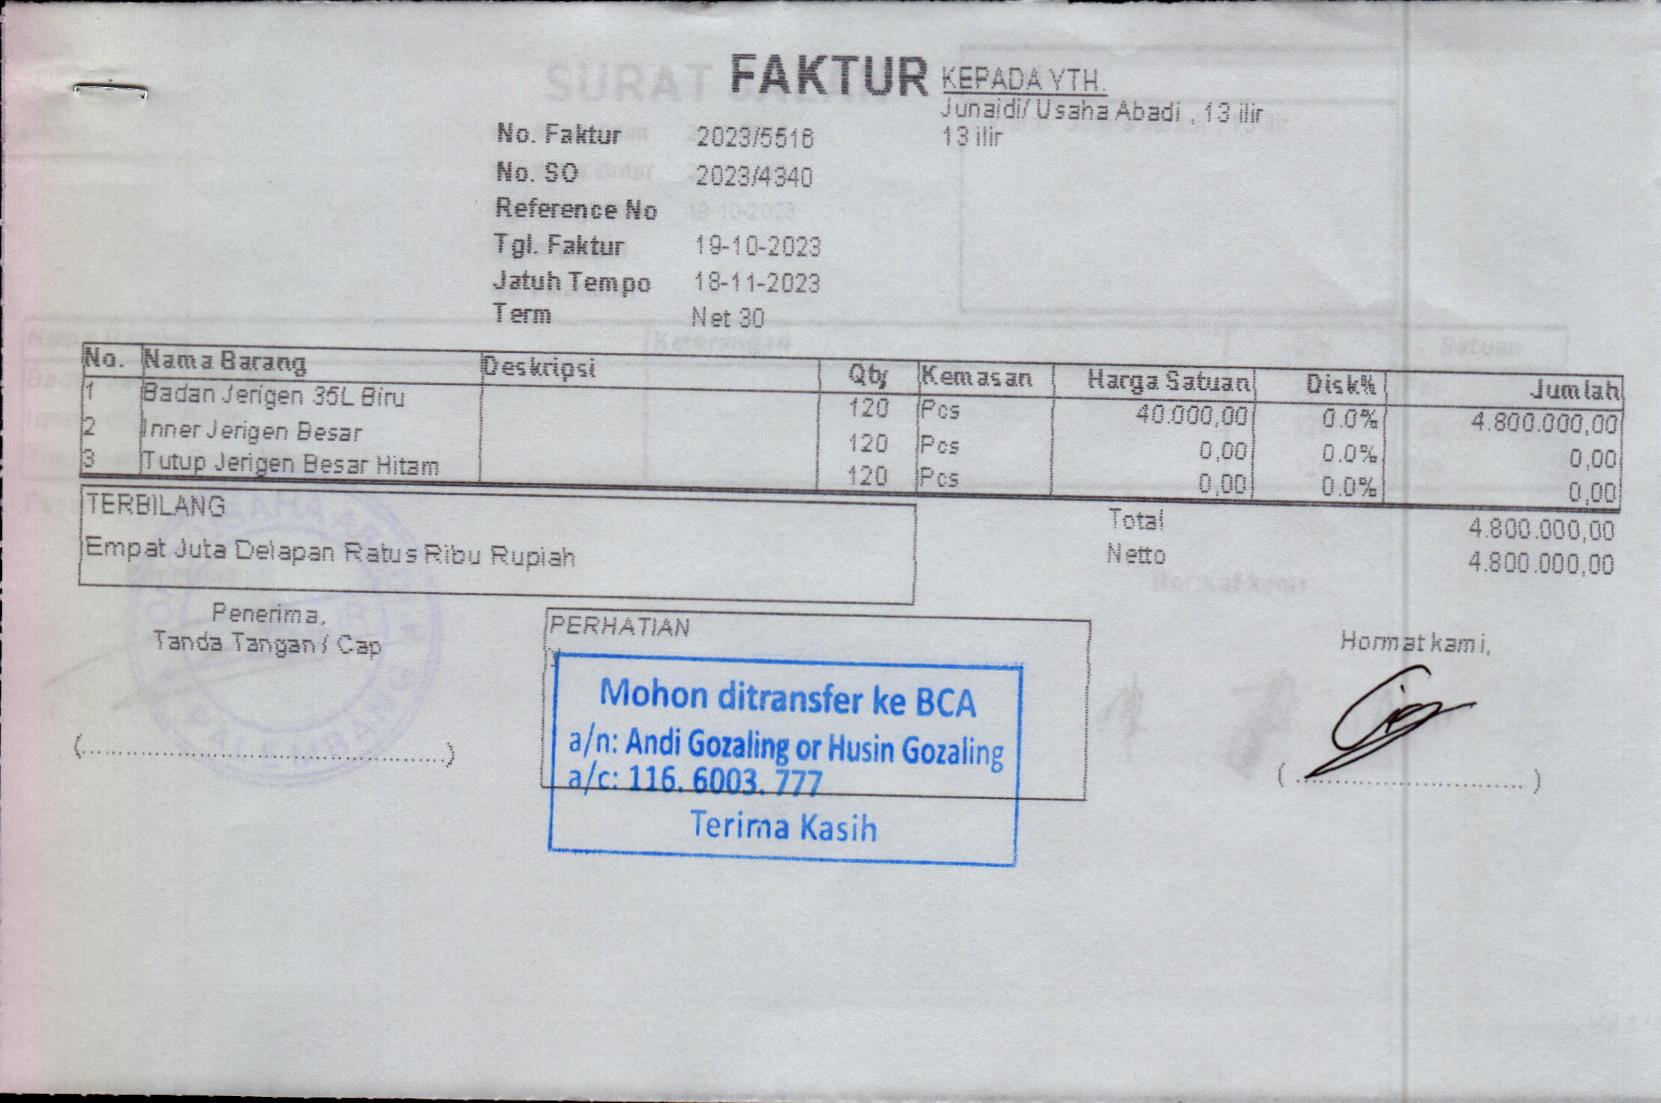 FAKTUR
KEPADA YTH.
Junaidi/ Usaha Abadi , 13 ilir
13 ilir
No. Faktur 2023/5516
No. SO 2023/4340
Reference No
Tgl. Faktur 19-10-2023
Jatuh Tempo 18-11-2023
Term Net 30
No. Nama Barang Deskripsi Qty Kemasan Harga Satuan Disk% Jumlah
1 Badan Jerigen 35L Biru 120 Pcs 40.000,00 0.0% 4.800.000,00
2 Inner Jerigen Besar 120 Pcs 0,00 0.0% 0,00
3 Tutup Jerigen Besar Hitam 120 Pcs 0,00 0.0% 0,00
TERBILANG
Empat Juta Delapan Ratus Ribu Rupiah
Total 4.800.000,00
Netto 4.800.000,00
Penerima,
Tanda Tangan / Cap
PERHATIAN
Mohon ditransfer ke BCA
a/n: Andi Gozaling or Husin Gozaling
a/c: 116. 6003. 777
Terima Kasih
Hormat kami,